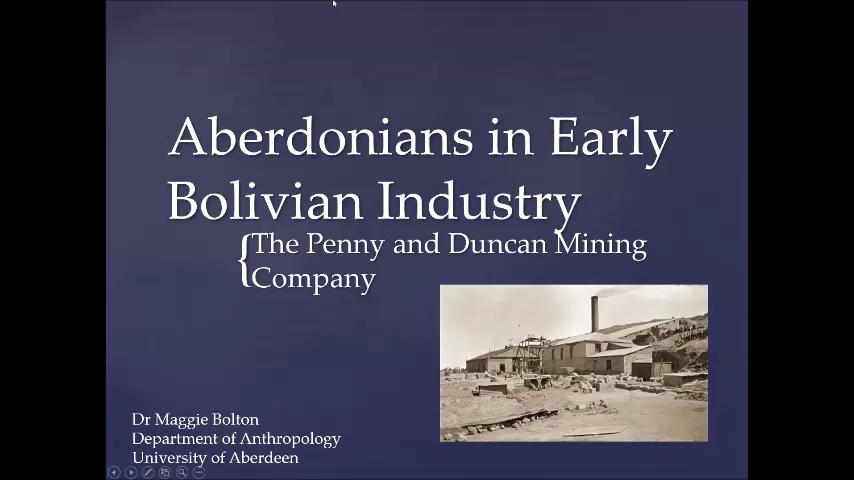 Aberdonians in Early
Bolivian Industry
The Penny and Duncan Mining
Company
Dr Maggie Bolton
Department of Anthropology
University of Aberdeen